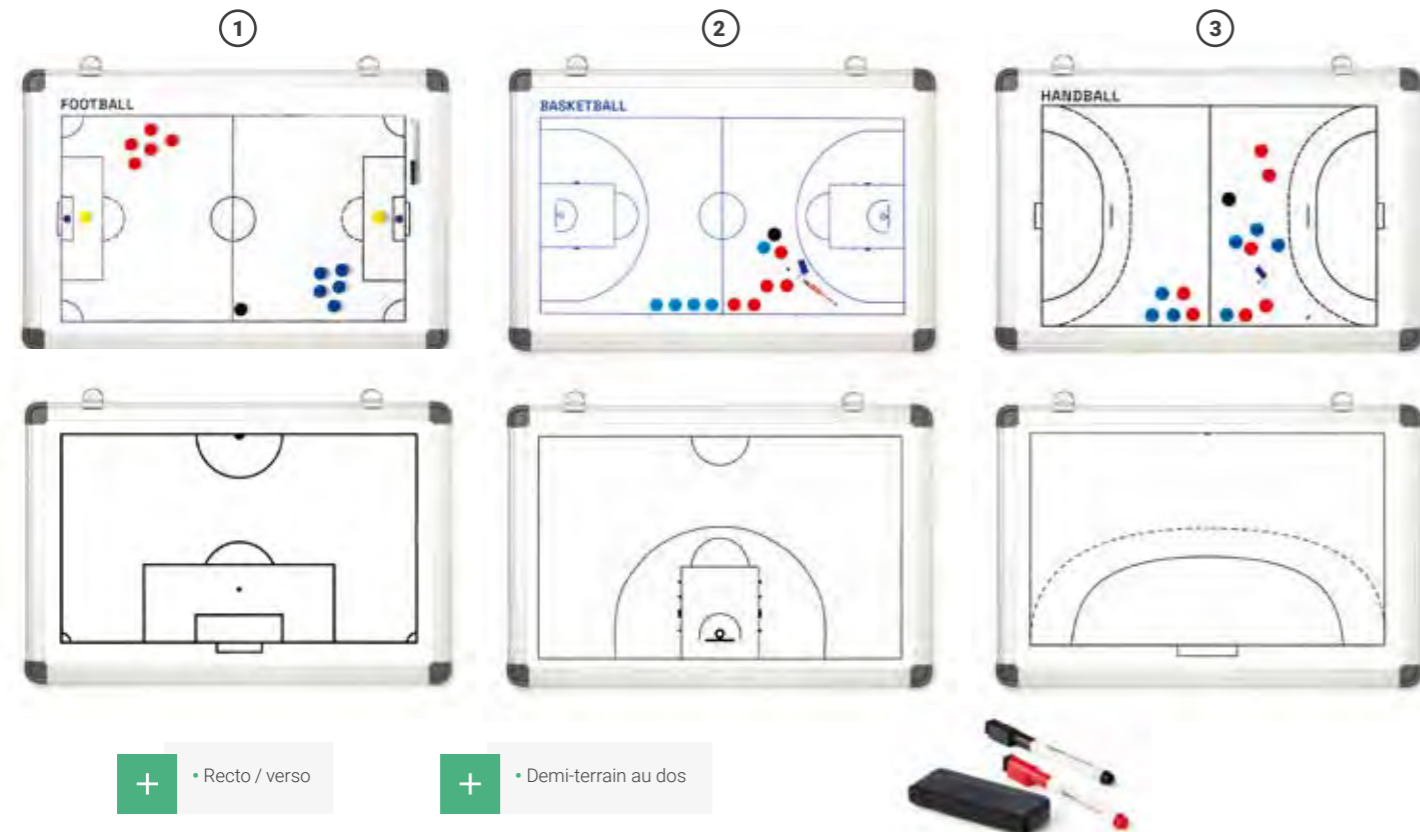 1
2
3
FOOTBALL
BASKETBALL
HANDBALL
+ • Recto / verso
+ • Demi-terrain au dos